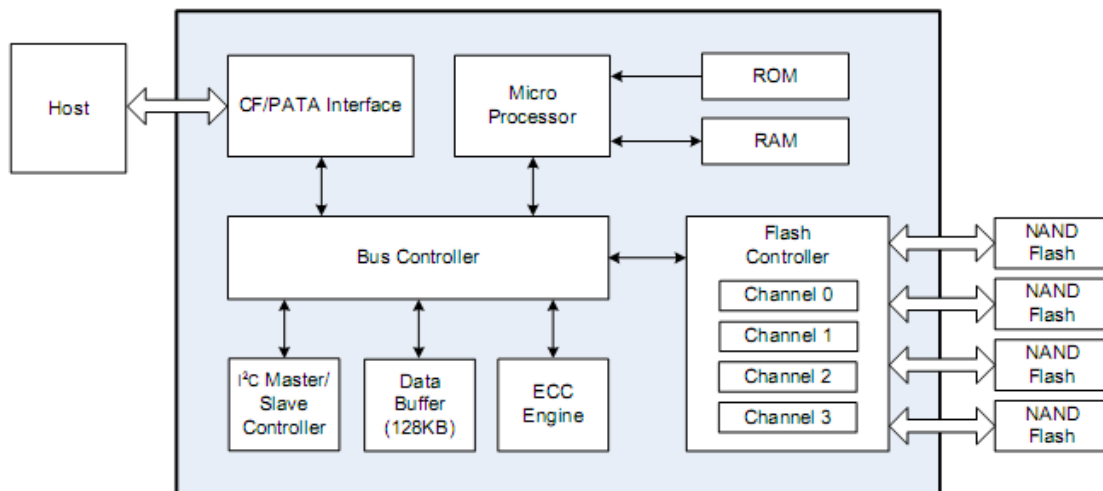 Host
CF/PATA Interface
Micro
Processor
ROM
RAM
Bus Controller
Flash
Controller
Channel 0
Channel 1
Channel 2
Channel 3
NAND
Flash
NAND
Flash
NAND
Flash
NAND
Flash
I²C Master/
Slave
Controller
Data
Buffer
(128KB)
ECC
Engine